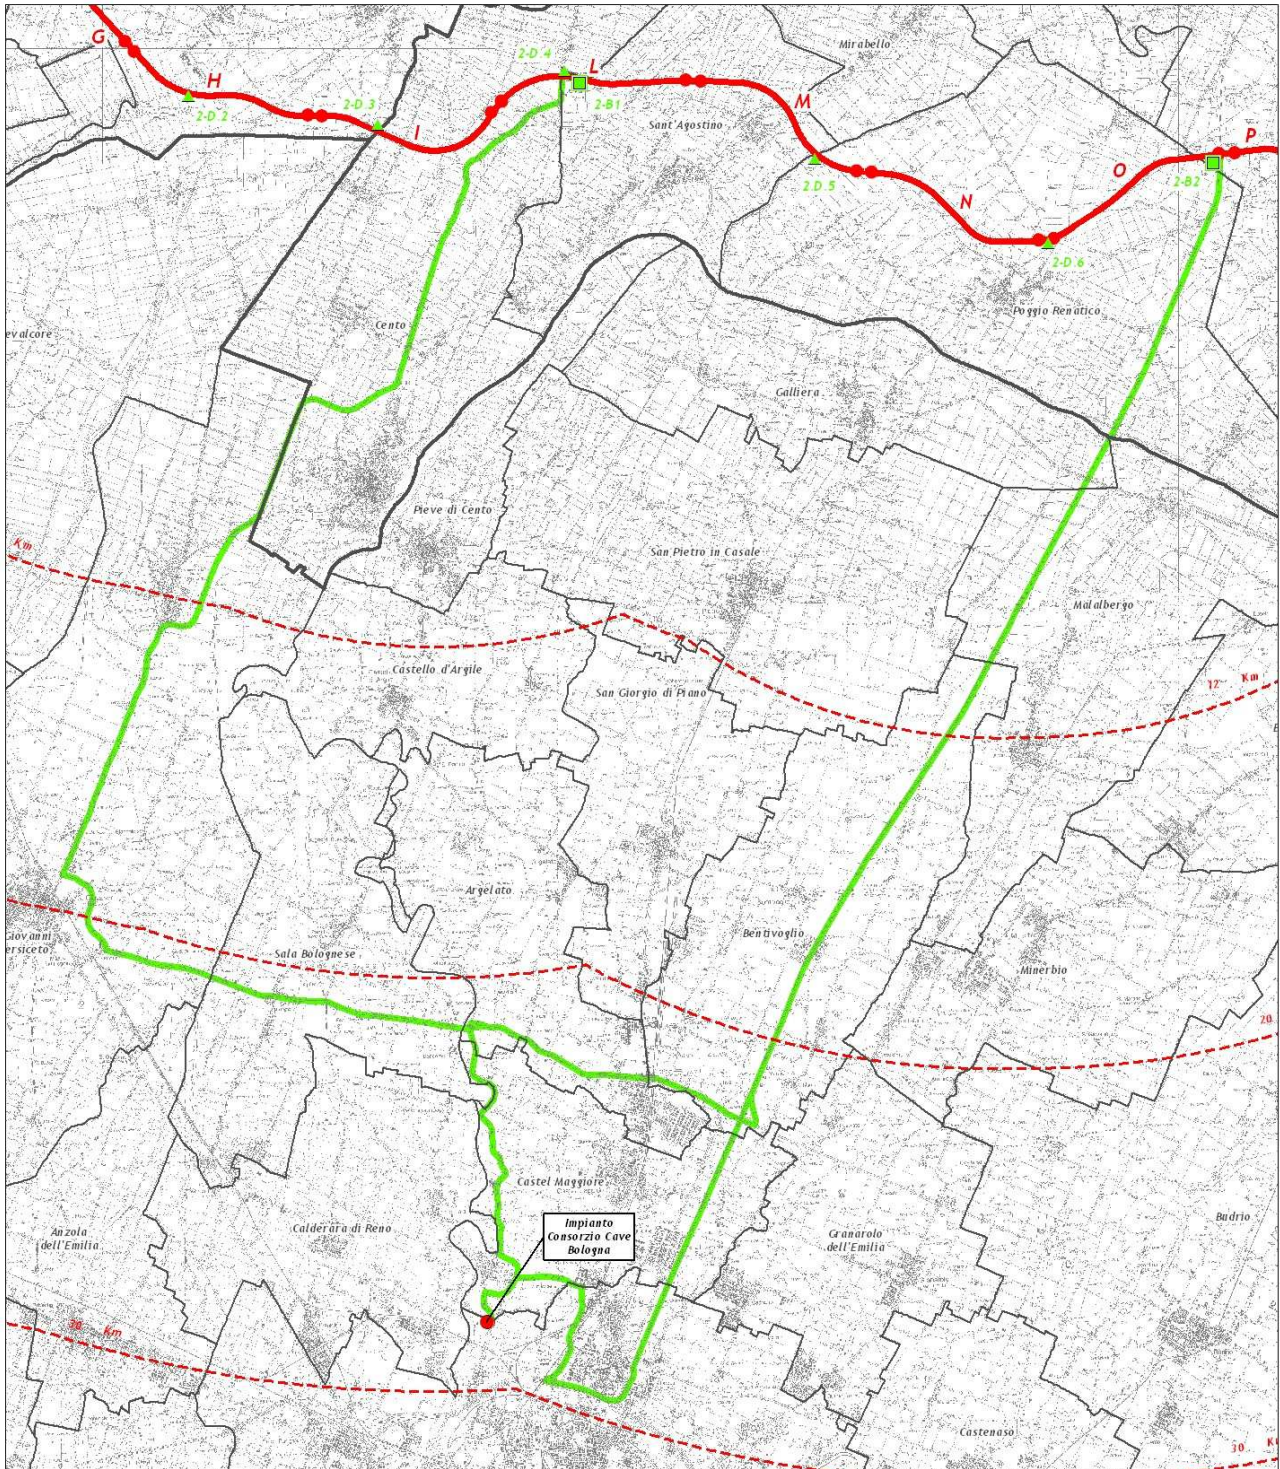 G
H
2-D.2
2-D.3
I
2-D.4
L
2-B1
Mirabello
Sant'Agostino
M
2.D.5
N
O
P
2-B2
2-D.6
Poggio Renatico
evalcore
Cento
Galliera
Pieve di Cento
Km
San Pietro in Casale
Malalbergo
Castello d'Argile
San Giorgio di Piano
12 Km
Argelato
Giovanni
ersiceto
Sala Bolognese
Bentivoglio
Minerbio
20
Castel Maggiore
Impianto
Consorzio Cave
Bologna
Anzola
dell'Emilia
Calderara di Reno
Granarolo
dell'Emilia
Budrio
30 Km
Castenaso
30 K